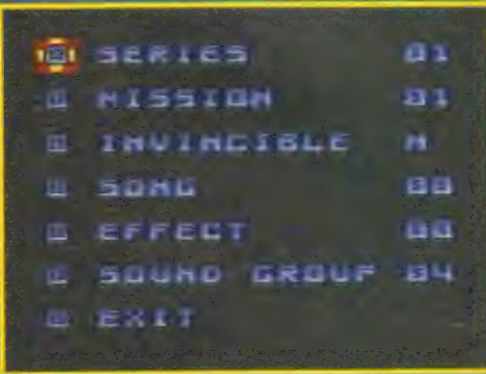 SERIES 01
MISSION 01
INVINCIBLE N
SONG 00
EFFECT 00
SOUND GROUP 04
EXIT